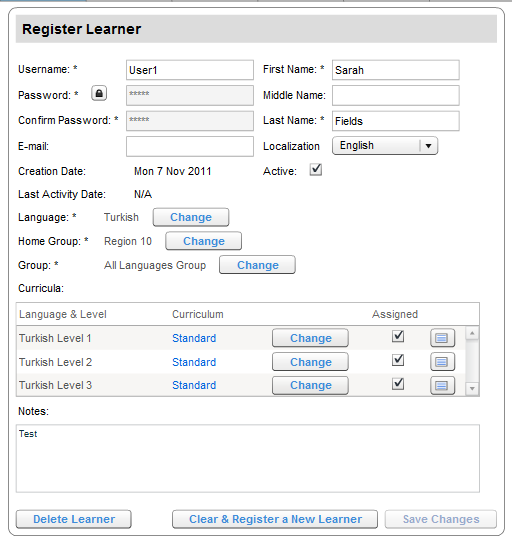 Register Learner
Username: * User1 First Name: * Sarah
Password: * ***** Middle Name:
Confirm Password: * ***** Last Name: * Fields
E-mail: Localization English
Creation Date: Mon 7 Nov 2011 Active:
Last Activity Date: N/A
Language: * Turkish Change
Home Group: * Region 10 Change
Group: * All Languages Group Change
Curricula:
Language & Level Curriculum Assigned
Turkish Level 1 Standard Change
Turkish Level 2 Standard Change
Turkish Level 3 Standard Change
Notes:
Test
Delete Learner Clear & Register a New Learner Save Changes